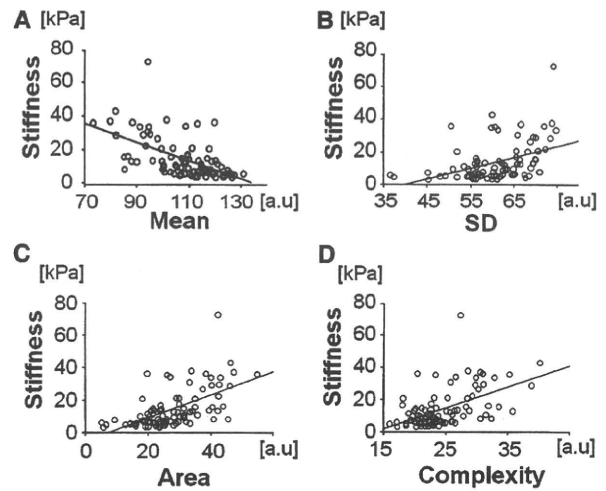 A [kPa]
80
60
40
20
0
Stiffness
70 90 110 130 [a.u]
Mean
B [kPa]
80
60
40
20
0
Stiffness
35 45 55 65 [a.u]
SD
C [kPa]
80
60
40
20
0
Stiffness
0 20 40 [a.u]
Area
D [kPa]
80
60
40
20
0
Stiffness
15 25 35 [a.u]
Complexity